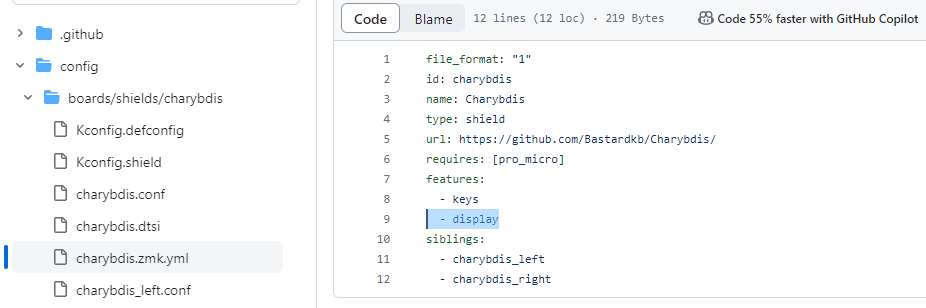 .github
config
boards/shields/charybdis
Kconfig.defconfig
Kconfig.shield
charybdis.conf
charybdis.dtsi
charybdis.zmk.yml
charybdis_left.conf
Code Blame 12 lines (12 loc) · 219 Bytes Code 55% faster with GitHub Copilot
1 file_format: "1"
2 id: charybdis
3 name: Charybdis
4 type: shield
5 url: https://github.com/Bastardkb/Charybdis/
6 requires: [pro_micro]
7 features:
8 - keys
9 - display
10 siblings:
11 - charybdis_left
12 - charybdis_right